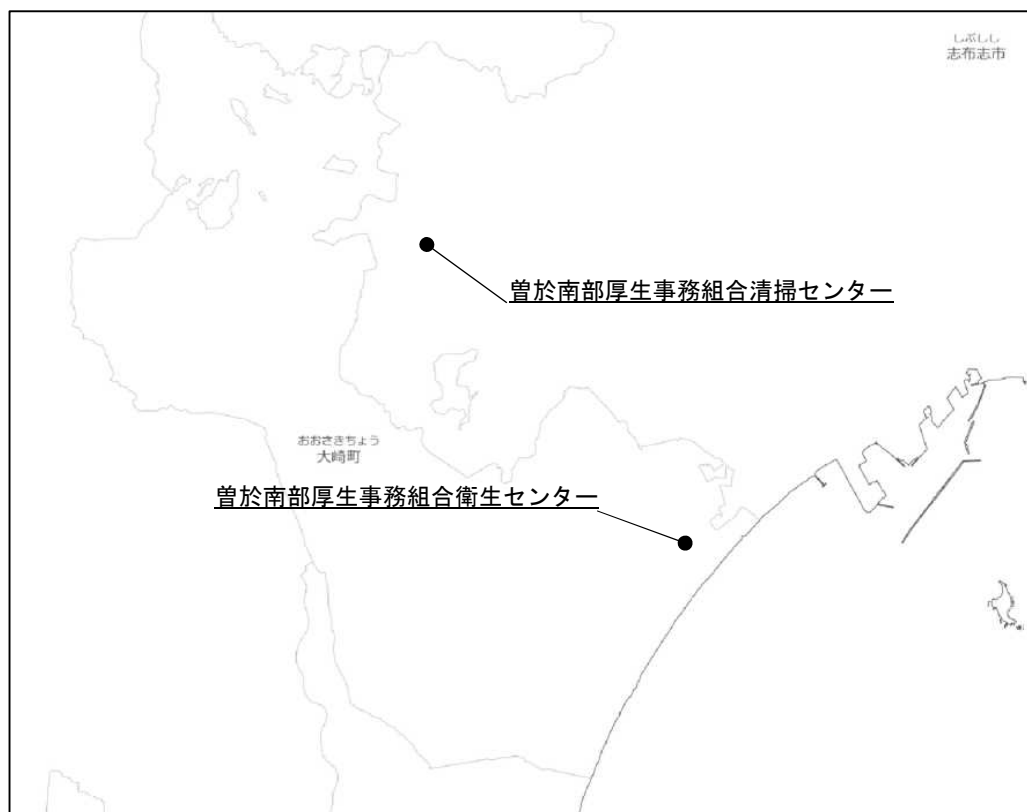 しぶしし
志布志市
曽於南部厚生事務組合清掃センター
おおさきちょう
大崎町
曽於南部厚生事務組合衛生センター